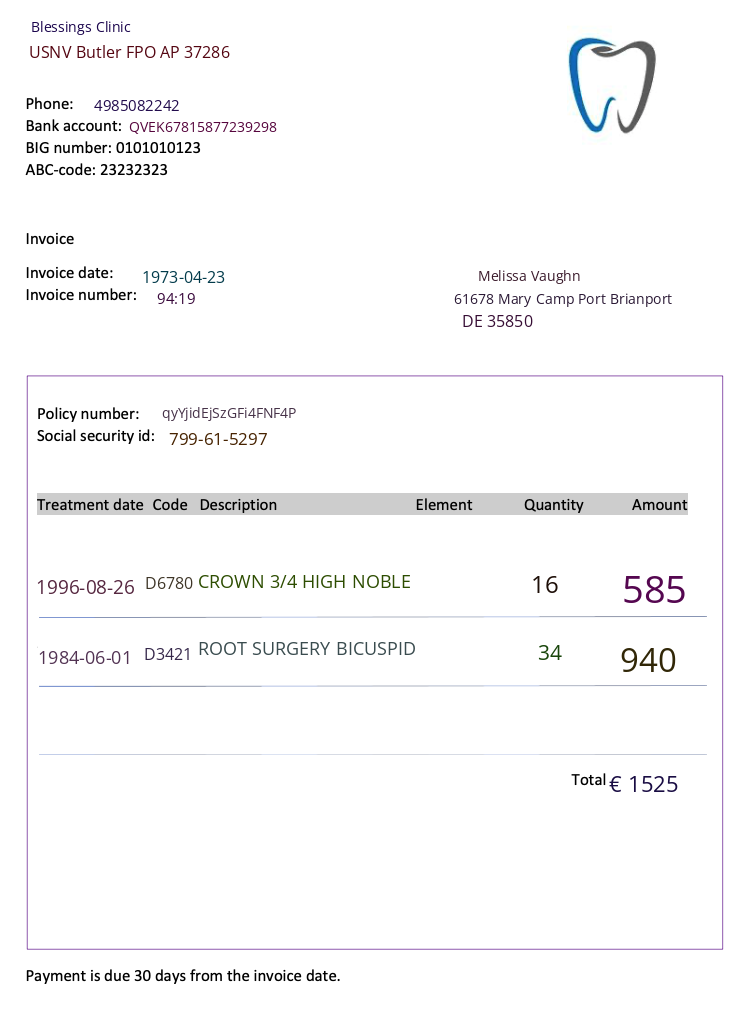 Blessings Clinic
USNV Butler FPO AP 37286
Phone: 4985082242
Bank account: QVEK67815877239298
BIG number: 0101010123
ABC-code: 23232323
Invoice
Invoice date: 1973-04-23
Invoice number: 94:19
Melissa Vaughn
61678 Mary Camp Port Brianport
DE 35850
Policy number: qyYjidEjSzGFi4FNF4P
Social security id: 799-61-5297
Treatment date Code Description Element Quantity Amount
1996-08-26 D6780 CROWN 3/4 HIGH NOBLE 16 585
1984-06-01 D3421 ROOT SURGERY BICUSPID 34 940
Total € 1525
Payment is due 30 days from the invoice date.